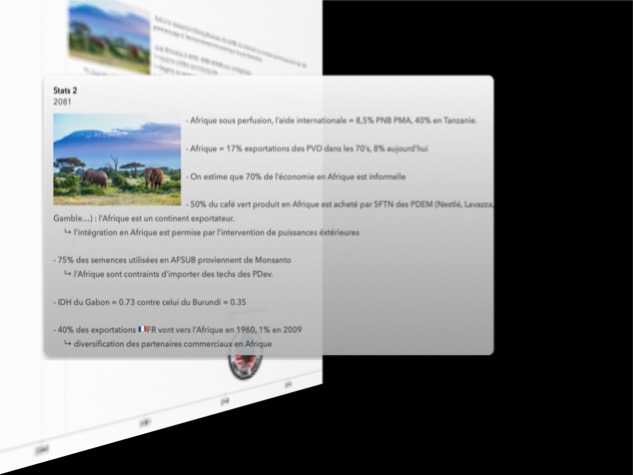 Stats 2
2081
- Afrique sous perfusion, l'aide internationale = 8,5% PNB PMA, 40% en Tanzanie.
- Afrique = 17% exportations des PVD dans les 70's, 8% aujourd'hui
- On estime que 70% de l'économie en Afrique est informelle
- 50% du café vert produit en Afrique est acheté par 5FTN des PDEM (Nestlé, Lavazza,
Gamble...) : l'Afrique est un continent exportateur.
↳ l'intégration en Afrique est permise par l'intervention de puissances éxtérieures
- 75% des semences utilisées en AFSUB proviennent de Monsanto
↳ l'Afrique sont contraints d'importer des techs des PDev.
- IDH du Gabon = 0.73 contre celui du Burundi = 0.35
- 40% des exportations 🇫🇷FR vont vers l'Afrique en 1960, 1% en 2009
↳ diversification des partenaires commerciaux en Afrique